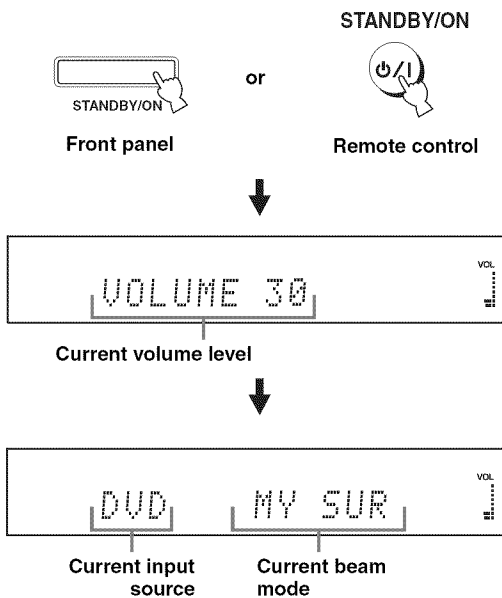 STANDBY/ON
or
STANDBY/ON
Front panel
Remote control
VOL
VOLUME 30
Current volume level
VOL
DVD MY SUR
Current input source
Current beam mode